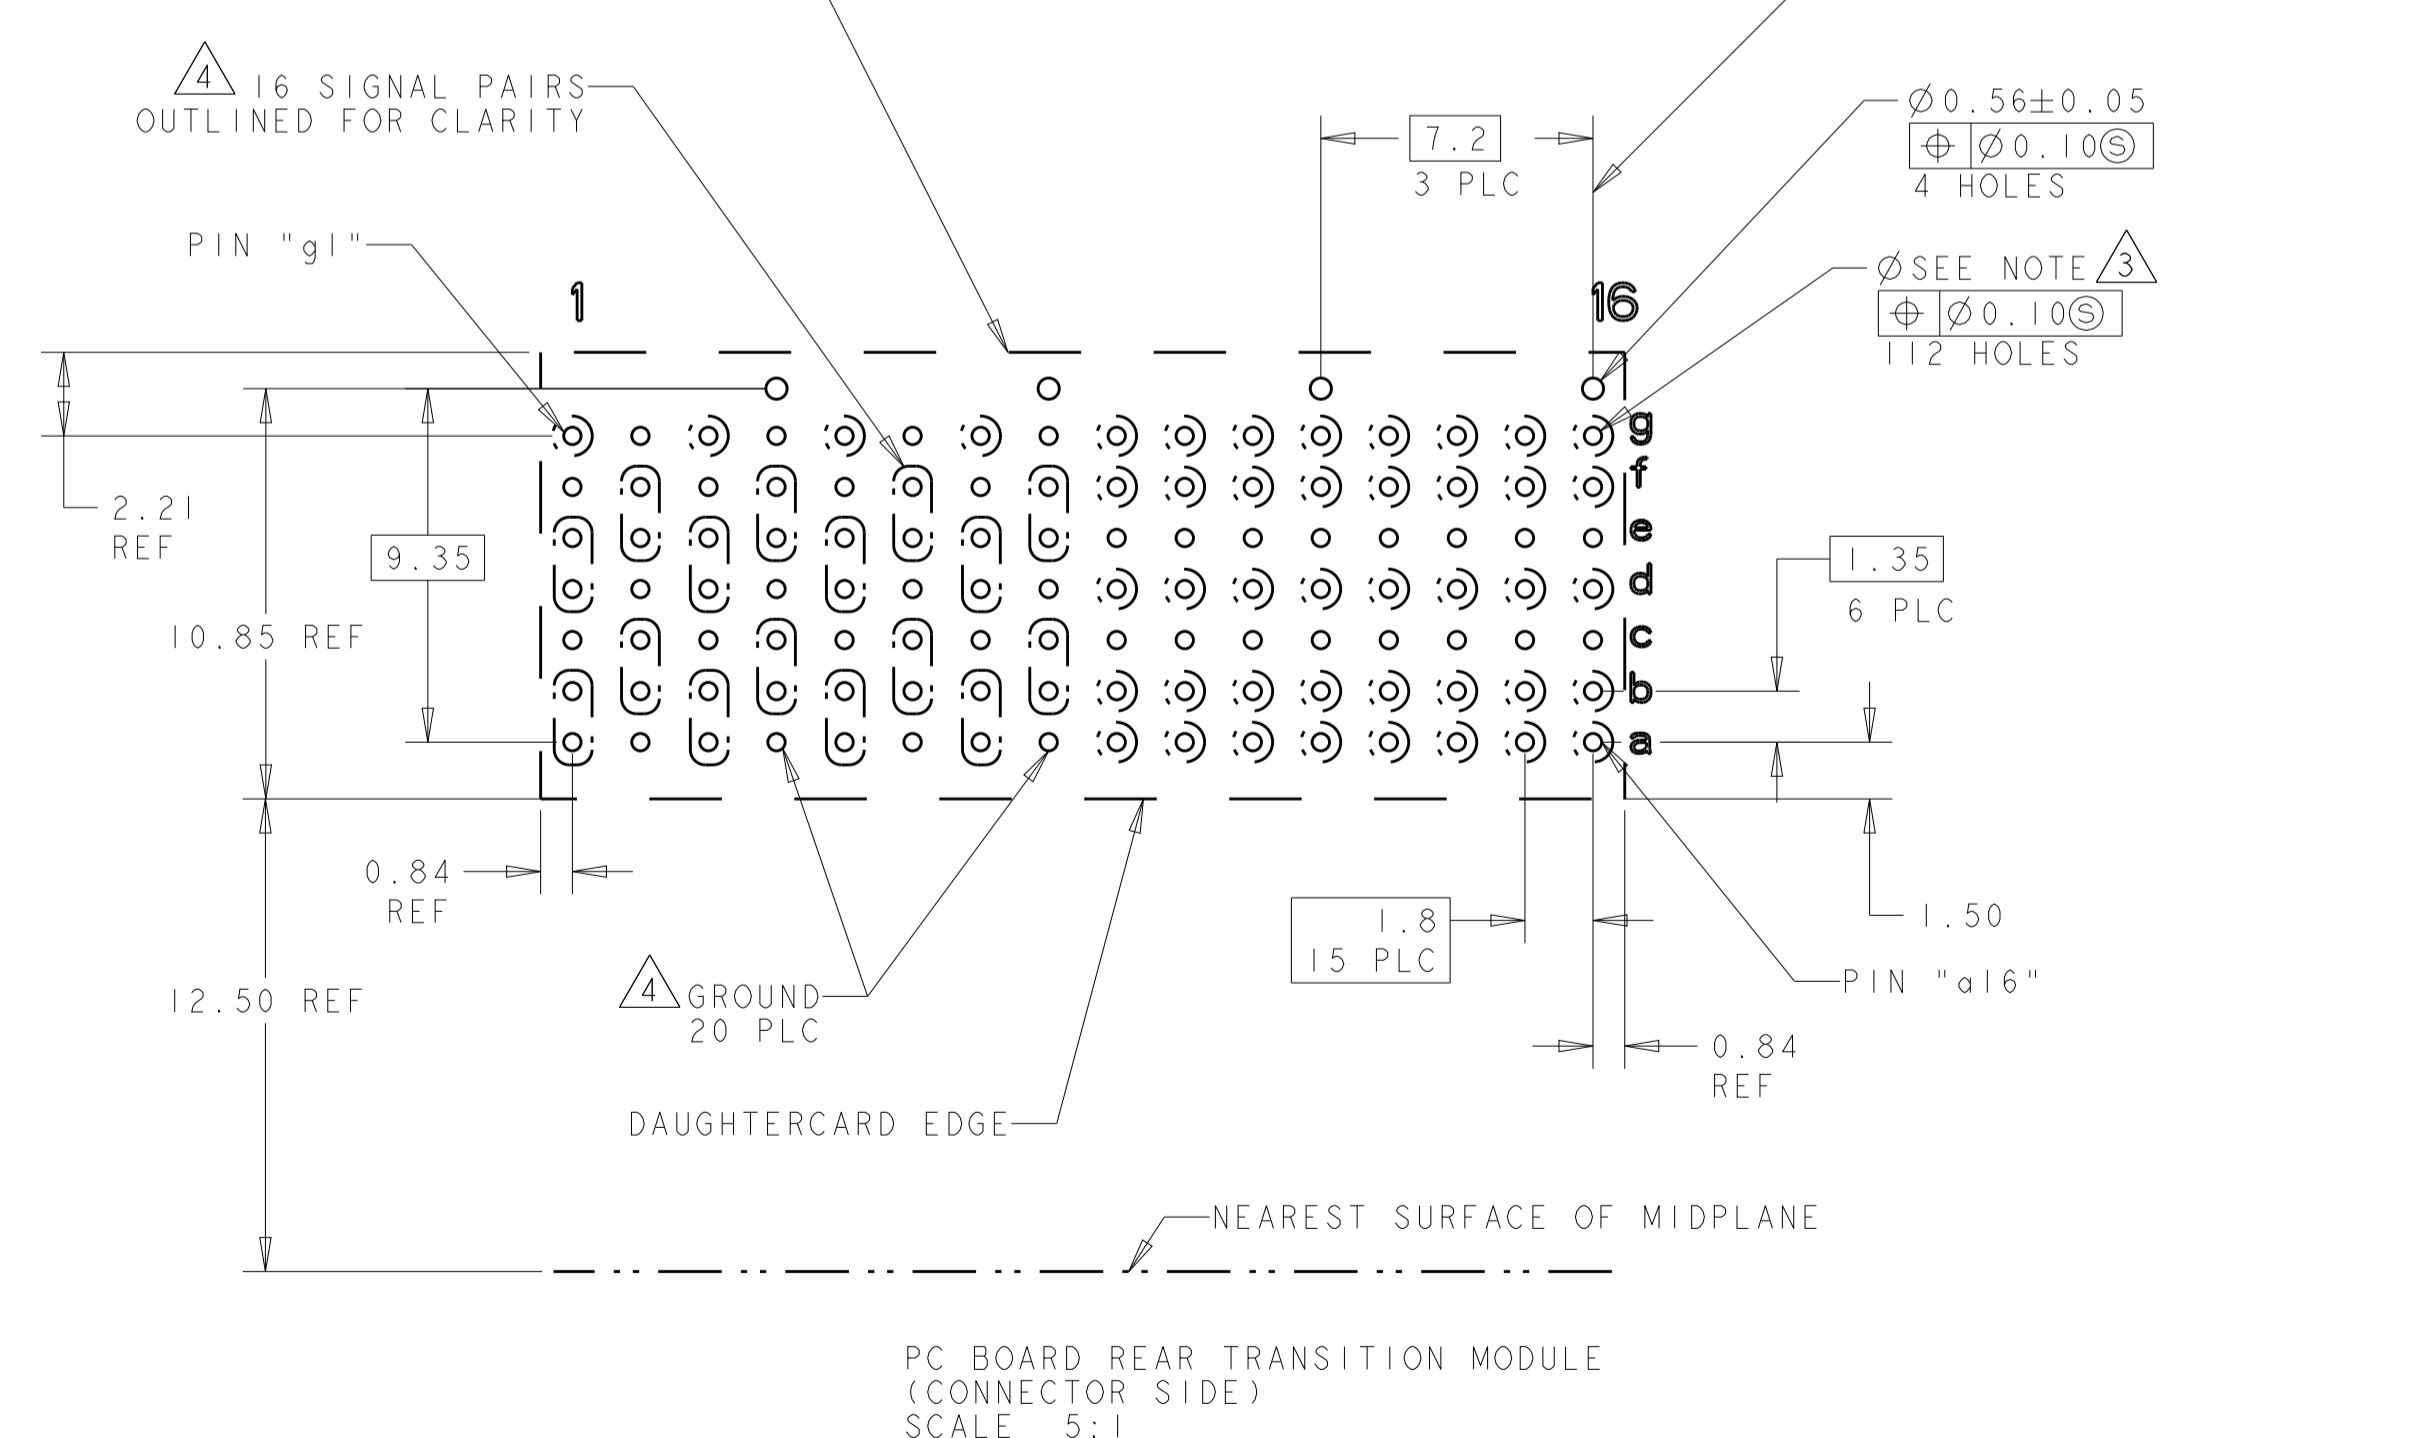 4
16 SIGNAL PAIRS
OUTLINED FOR CLARITY
7.2
3 PLC
Ø0.56±0.05
⌖ Ø0.10Ⓢ
4 HOLES
PIN "g1"
ØSEE NOTE 3
⌖ Ø0.10Ⓢ
112 HOLES
1
16
g
f
e
d
c
b
a
2.21
REF
9.35
10.85 REF
1.35
6 PLC
0.84
REF
1.8
15 PLC
1.50
12.50 REF
4
GROUND
20 PLC
PIN "a16"
0.84
REF
DAUGHTERCARD EDGE
NEAREST SURFACE OF MIDPLANE
PC BOARD REAR TRANSITION MODULE
(CONNECTOR SIDE)
SCALE 5:1